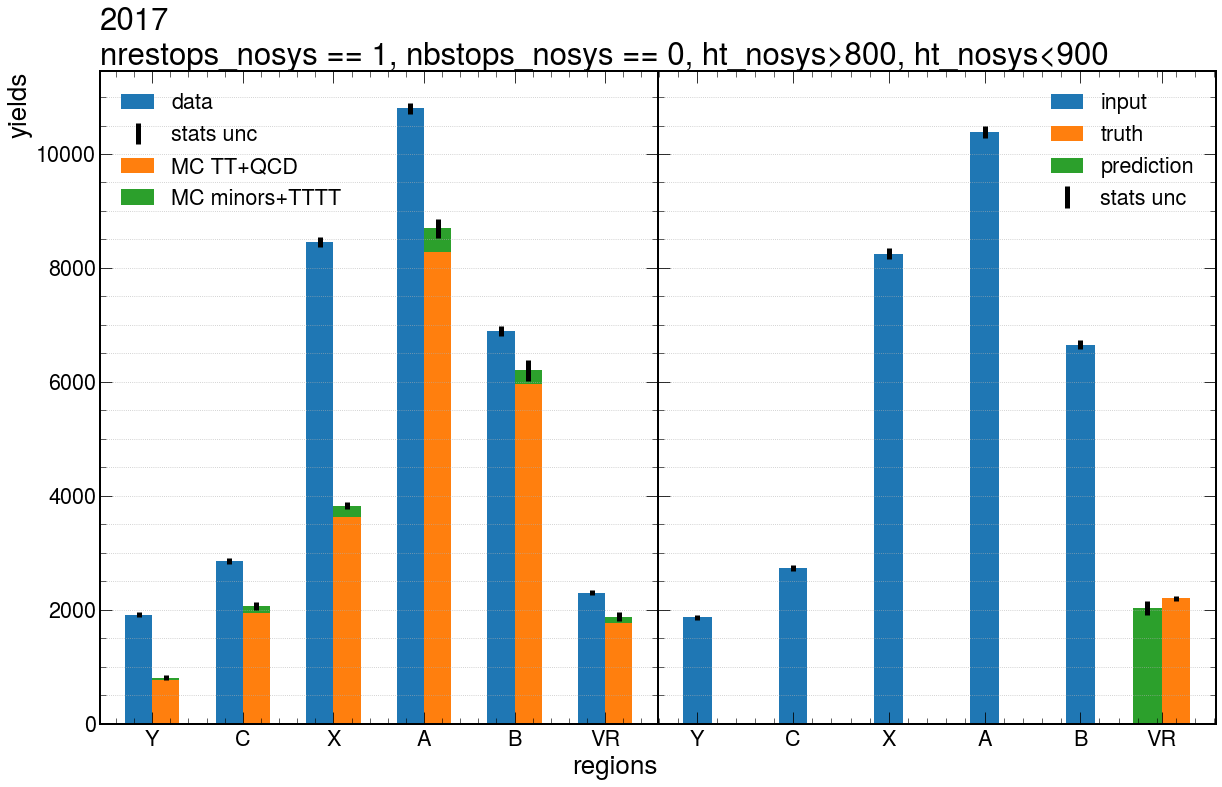 2017
nrestops_nosys == 1, nbstops_nosys == 0, ht_nosys>800, ht_nosys<900
yields
data
stats unc
MC TT+QCD
MC minors+TTTT
input
truth
prediction
stats unc
10000
8000
6000
4000
2000
0
Y C X A B VR
Y C X A B VR
regions